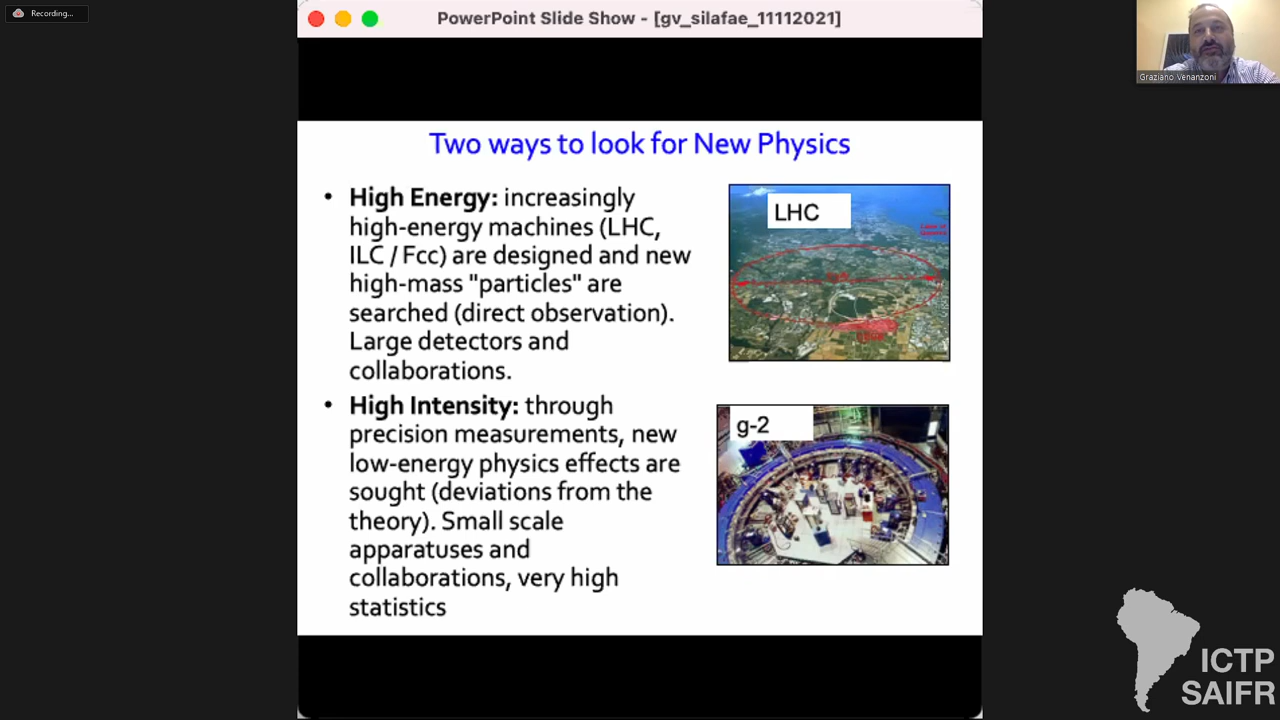 Recording...
PowerPoint Slide Show - [gv_silafae_11112021]
Graziano Venanzoni
Two ways to look for New Physics
• High Energy: increasingly
high-energy machines (LHC,
ILC / Fcc) are designed and new
high-mass "particles" are
searched (direct observation).
Large detectors and
collaborations.
• High Intensity: through
precision measurements, new
low-energy physics effects are
sought (deviations from the
theory). Small scale
apparatuses and
collaborations, very high
statistics
LHC
g-2
ICTP
SAIFR